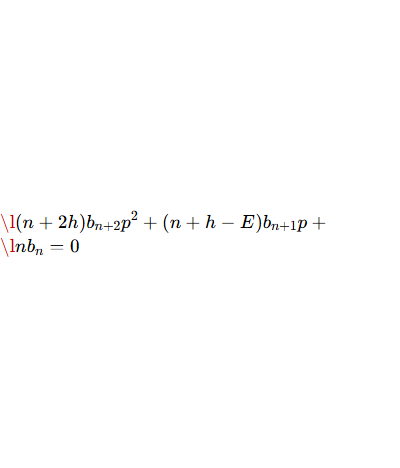 \l(n + 2h)b_{n+2}p^2 + (n + h − E)b_{n+1}p +
\lnb_n = 0